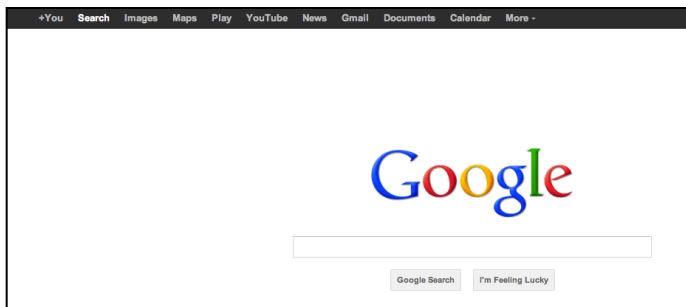 +You Search Images Maps Play YouTube News Gmail Documents Calendar More
Google
Google Search I'm Feeling Lucky